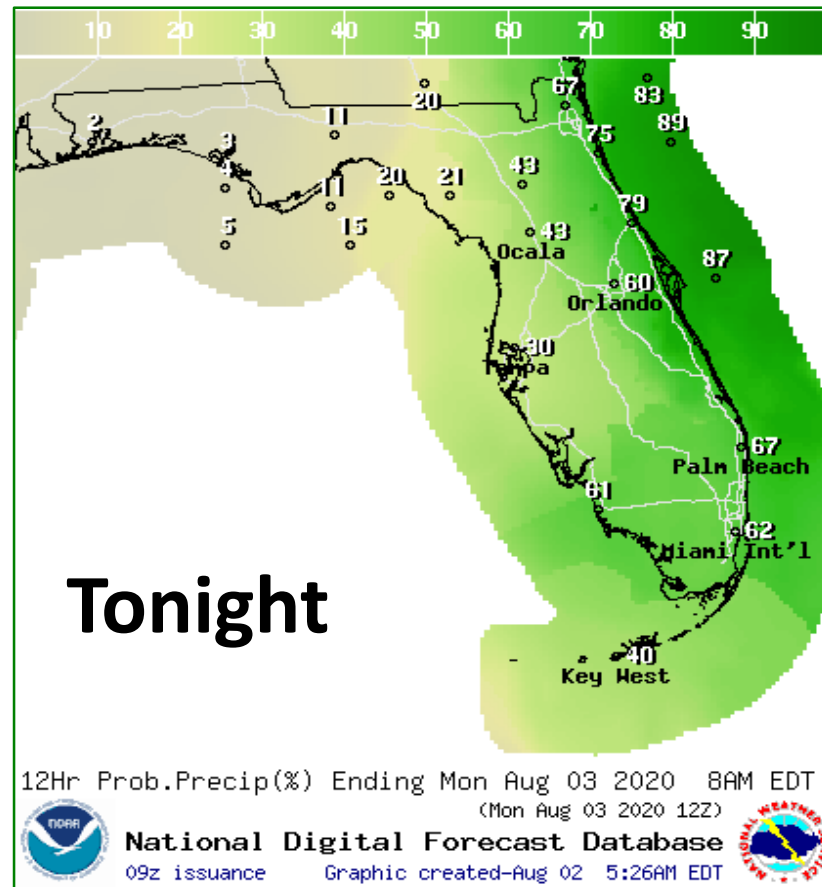 10 20 30 40 50 60 70 80 90
67
83
20
2
11
89
3
75
4
43
11
20
21
79
5
15
43
Ocala
87
60
Orlando
30
Tampa
67
Palm Beach
61
62
Miami Int'l
Tonight
40
Key West
12Hr Prob.Precip(%) Ending Mon Aug 03 2020 8AM EDT
(Mon Aug 03 2020 12Z)
NOAA
National Digital Forecast Database
09z issuance Graphic created-Aug 02 5:26AM EDT